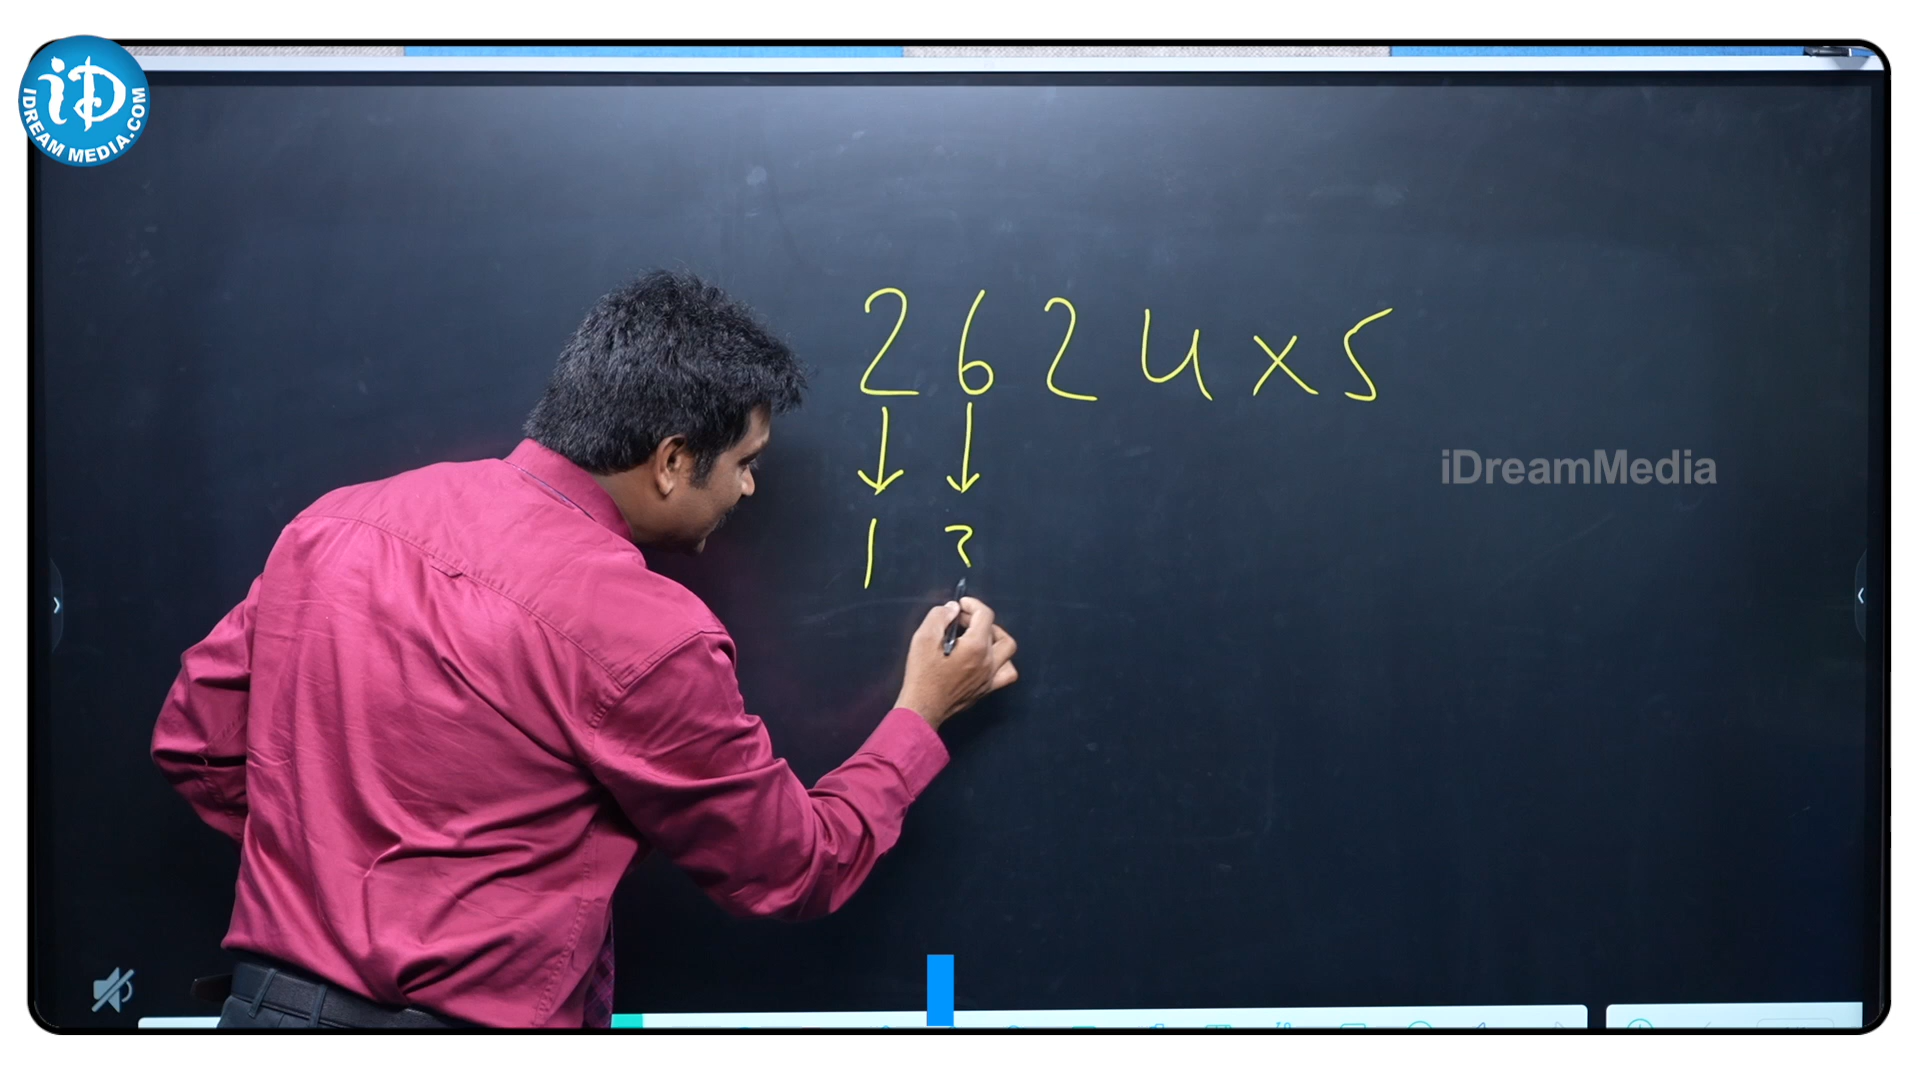 iD
IDREAM MEDIA.COM
2624×5
iDreamMedia
↓ ↓
1 3